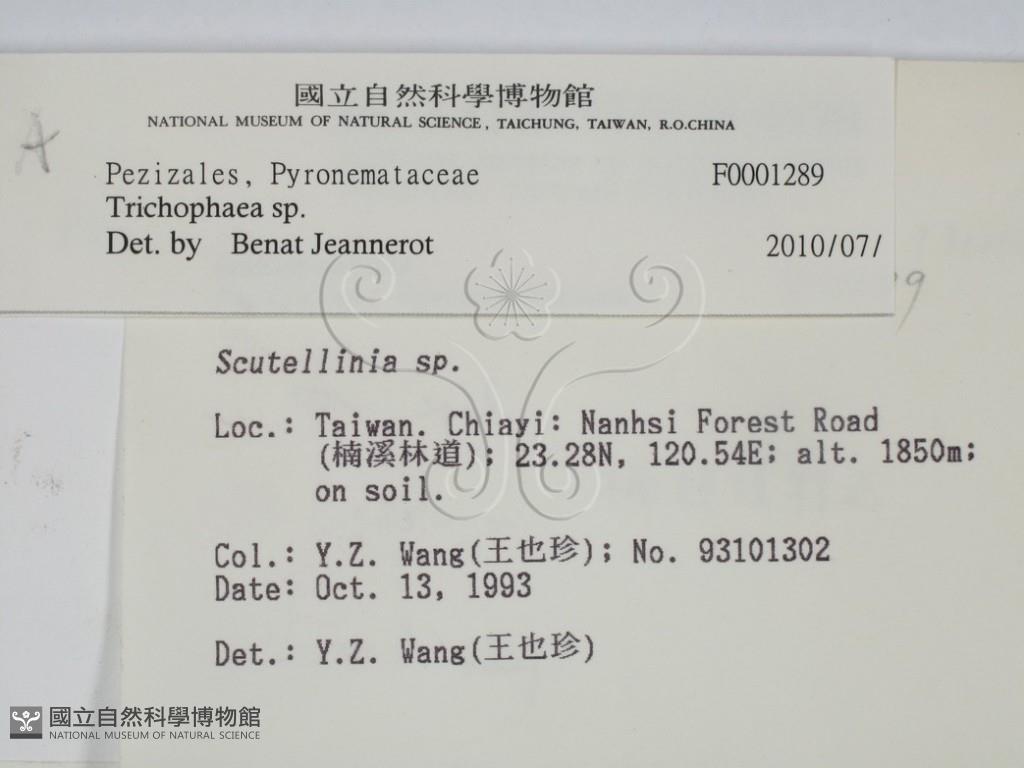 國立自然科學博物館
NATIONAL MUSEUM OF NATURAL SCIENCE, TAICHUNG, TAIWAN, R.O.CHINA
A
Pezizales, Pyronemataceae F0001289
Trichophaea sp.
Det. by Benat Jeannerot 2010/07/
9
Scutellinia sp.
Loc.: Taiwan. Chiayi: Nanhsi Forest Road
(楠溪林道); 23.28N, 120.54E; alt. 1850m;
on soil.
Col.: Y.Z. Wang(王也珍); No. 93101302
Date: Oct. 13, 1993
Det.: Y.Z. Wang(王也珍)
國立自然科學博物館
NATIONAL MUSEUM OF NATURAL SCIENCE